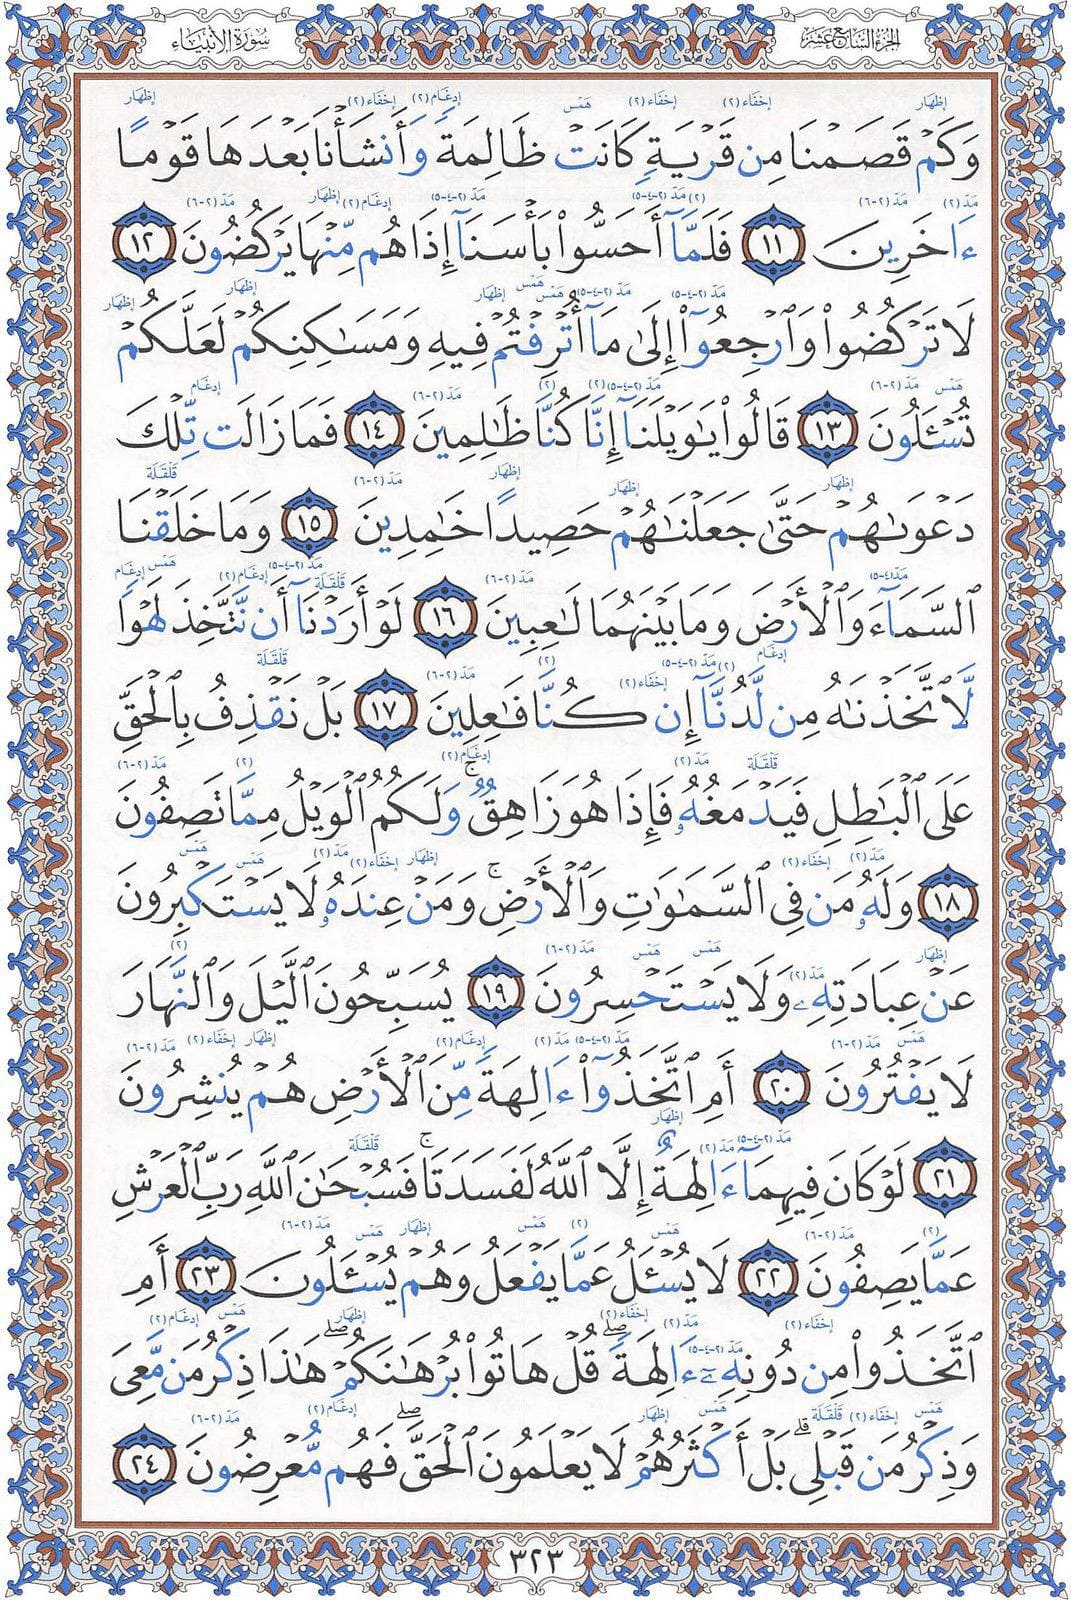 سورة الأنبياء
الجزء السابع عشر
وَكَمْ قَصَمْنَا مِن قَرْيَةٍ كَانَتْ ظَالِمَةً وَأَنشَأْنَا بَعْدَهَا قَوْمًا
ءَاخَرِينَ ١١ فَلَمَّآ أَحَسُّوا۟ بَأْسَنَآ إِذَا هُم مِّنْهَا يَرْكُضُونَ ١٢
لَا تَرْكُضُوا۟ وَٱرْجِعُوٓا۟ إِلَىٰ مَآ أُتْرِفْتُمْ فِيهِ وَمَسَـٰكِنِكُمْ لَعَلَّكُمْ
تُسْـَٔلُونَ ١٣ قَالُوا۟ يَـٰوَيْلَنَآ إِنَّا كُنَّا ظَـٰلِمِينَ ١٤ فَمَا زَالَت تِّلْكَ
دَعْوَىٰهُمْ حَتَّىٰ جَعَلْنَـٰهُمْ حَصِيدًا خَـٰمِدِينَ ١٥ وَمَا خَلَقْنَا
ٱلسَّمَآءَ وَٱلْأَرْضَ وَمَا بَيْنَهُمَا لَـٰعِبِينَ ١٦ لَوْ أَرَدْنَآ أَن نَّتَّخِذَ لَهْوًا
لَّٱتَّخَذْنَـٰهُ مِن لَّدُنَّآ إِن كُنَّا فَـٰعِلِينَ ١٧ بَلْ نَقْذِفُ بِٱلْحَقِّ
عَلَى ٱلْبَـٰطِلِ فَيَدْمَغُهُۥ فَإِذَا هُوَ زَاهِقٌ ۚ وَلَكُمُ ٱلْوَيْلُ مِمَّا تَصِفُونَ
١٨ وَلَهُۥ مَن فِى ٱلسَّمَـٰوَٰتِ وَٱلْأَرْضِ ۚ وَمَنْ عِندَهُۥ لَا يَسْتَكْبِرُونَ
عَنْ عِبَادَتِهِۦ وَلَا يَسْتَحْسِرُونَ ١٩ يُسَبِّحُونَ ٱلَّيْلَ وَٱلنَّهَارَ
لَا يَفْتُرُونَ ٢٠ أَمِ ٱتَّخَذُوٓا۟ ءَالِهَةً مِّنَ ٱلْأَرْضِ هُمْ يُنشِرُونَ
٢١ لَوْ كَانَ فِيهِمَآ ءَالِهَةٌ إِلَّا ٱللَّهُ لَفَسَدَتَا ۚ فَسُبْحَـٰنَ ٱللَّهِ رَبِّ ٱلْعَرْشِ
عَمَّا يَصِفُونَ ٢٢ لَا يُسْـَٔلُ عَمَّا يَفْعَلُ وَهُمْ يُسْـَٔلُونَ ٢٣ أَمِ
ٱتَّخَذُوا۟ مِن دُونِهِۦٓ ءَالِهَةً ۖ قُلْ هَاتُوا۟ بُرْهَـٰنَكُمْ ۖ هَـٰذَا ذِكْرُ مَن مَّعِىَ
وَذِكْرُ مَن قَبْلِى ۗ بَلْ أَكْثَرُهُمْ لَا يَعْلَمُونَ ٱلْحَقَّ ۖ فَهُم مُّعْرِضُونَ ٢٤
٣٢٣